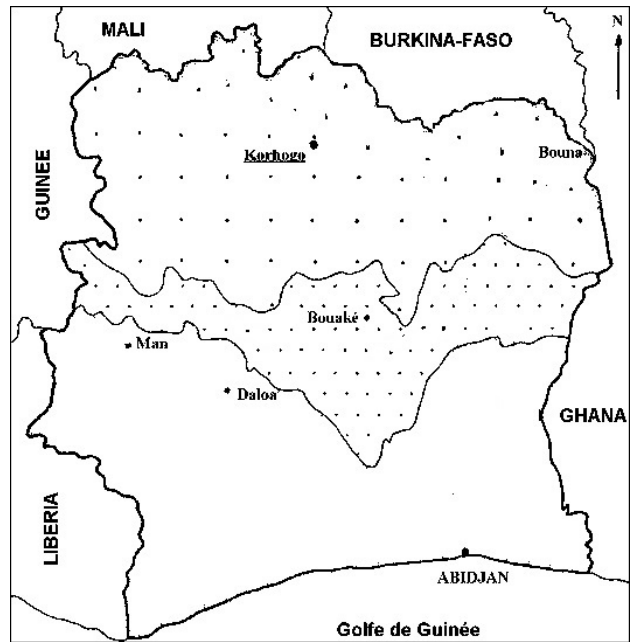 MALI
BURKINA-FASO
N
GUINEE
Korhogo
Bouna
Bouaké
Man
Daloa
GHANA
LIBERIA
ABIDJAN
Golfe de Guinée